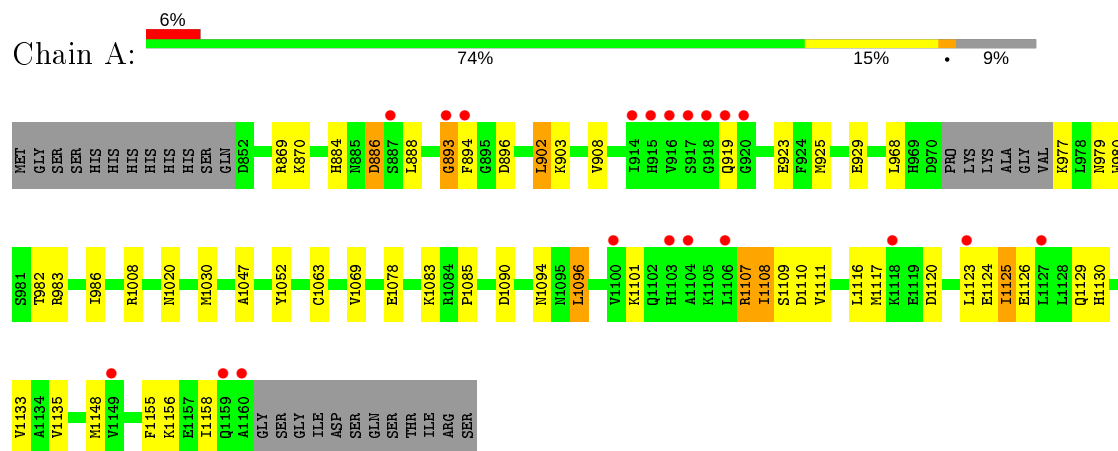 6%
Chain A:
74% 15% • 9%
MET GLY SER SER HIS HIS HIS HIS HIS HIS SER GLN D852 R869 K870 H884 N885 D886 S887 L888 G893 F894 G895 D896 L902 K903 V908 I914 H915 V916 S917 G918 Q919 G920 E923 F924 M925 E929 L968 H969 D970 PRO LYS LYS ALA GLY VAL K977 L978 N979 W980
S981 T982 R983 I986 R1008 N1020 M1030 A1047 Y1052 C1063 V1069 E1078 K1083 R1084 P1085 D1090 N1094 N1095 L1096 V1100 K1101 Q1102 H1103 A1104 K1105 L1106 R1107 I1108 S1109 D1110 V1111 L1116 M1117 K1118 E1119 D1120 L1123 E1124 I1125 E1126 L1127 L1128 Q1129 H1130
V1133 A1134 V1135 M1148 V1149 F1155 K1156 E1157 I1158 Q1159 A1160 GLY SER GLY ILE ASP SER GLN SER THR ILE ARG SER